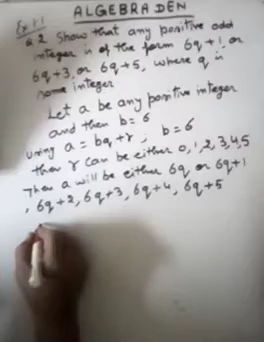 ALGEBRA DEN
Ex 1.1
Q.2 Show that any positive odd
integer is of the form 6q+1, or
6q+3, or 6q+5, where q is
some integer
Let a be any positive integer
and then b=6
using a = bq+r; b=6
then r can be either 0,1,2,3,4,5
Then a will be either 6q or 6q+1
, 6q+2, 6q+3, 6q+4, 6q+5